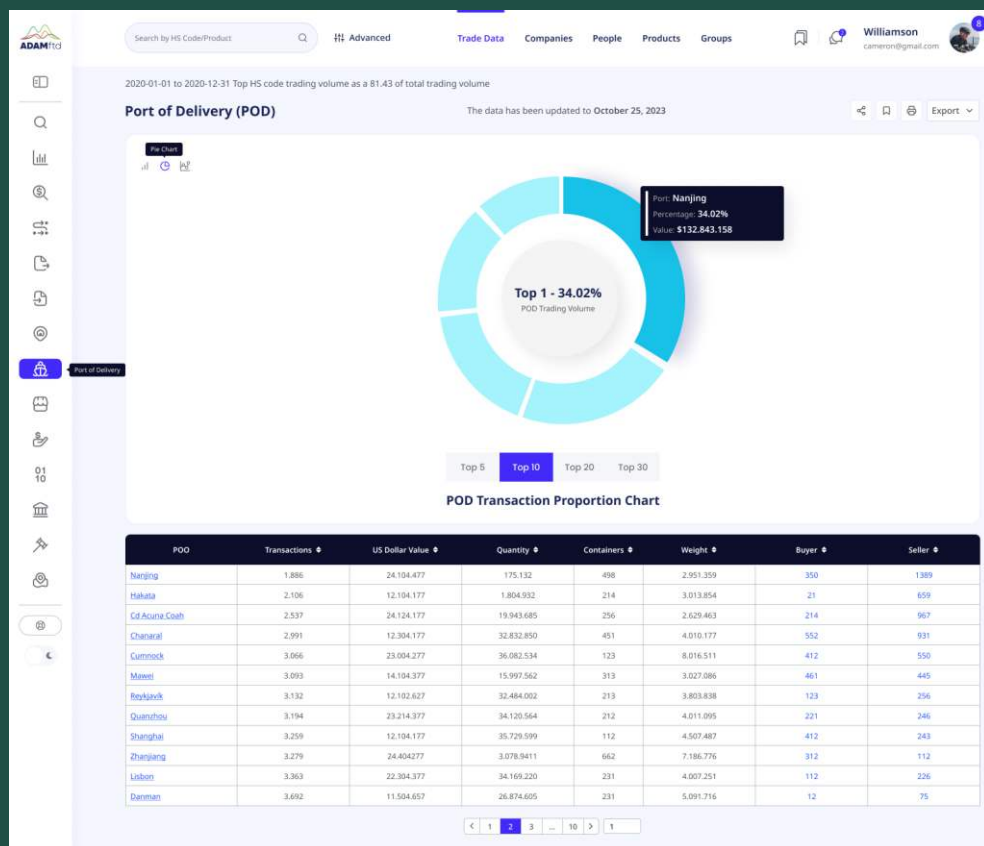 ADAMftd
Search by HS Code/Product
Advanced
Trade Data
Companies
People
Products
Groups
Williamson
cameron@gmail.com
8
2020-01-01 to 2020-12-31 Top HS code trading volume as a 81.43 of total trading volume
Port of Delivery (POD)
The data has been updated to October 25, 2023
Export
Pie Chart
Port: Nanjing
Percentage: 34.02%
Value: $132.843.158
Top 1 - 34.02%
POD Trading Volume
Port of Delivery
01
10
Top 5 Top 10 Top 20 Top 30
POD Transaction Proportion Chart
POO Transactions US Dollar Value Quantity Containers Weight Buyer Seller
Nanjing 1.886 24.104.477 175.132 498 2.951.359 350 1389
Hakata 2.106 12.104.177 1.804.932 214 3.013.854 21 659
Cd Acuna Coah 2.537 24.124.177 19.943.685 256 2.629.463 214 967
Chanaral 2.991 12.304.177 32.832.850 451 4.010.177 552 931
Cumnock 3.066 23.004.277 36.082.534 123 8.016.511 412 550
Mawei 3.093 14.104.377 15.997.562 313 3.027.086 461 445
Reykjavík 3.132 12.102.627 32.484.002 213 3.803.838 123 256
Quanzhou 3.194 23.214.377 34.120.564 212 4.011.095 221 246
Shanghai 3.259 12.104.177 35.729.599 112 4.507.487 412 243
Zhanjiang 3.279 24.404277 3.078.9411 662 7.186.776 312 112
Lisbon 3.363 22.304.377 34.169.220 231 4.007.251 112 226
Danman 3.692 11.504.657 26.874.605 231 5.091.716 12 75
< 1 2 3 ... 10 > 1